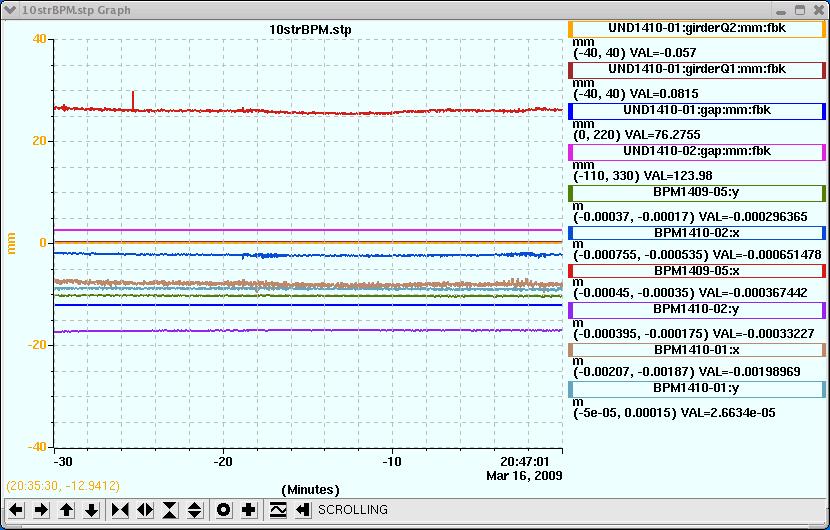 10strBPM.stp Graph
10strBPM.stp
40
20
0
-20
-40
mm
-30
-20
-10
20:47:01
Mar 16, 2009
(Minutes)
(20:35:30, -12.9412)
UND1410-01:girderQ2:mm:fbk
mm
(-40, 40) VAL=-0.057
UND1410-01:girderQ1:mm:fbk
mm
(-40, 40) VAL=0.0815
UND1410-01:gap:mm:fbk
mm
(0, 220) VAL=76.2755
UND1410-02:gap:mm:fbk
mm
(-110, 330) VAL=123.98
BPM1409-05:y
m
(-0.00037, -0.00017) VAL=-0.000296365
BPM1410-02:x
m
(-0.000755, -0.000535) VAL=-0.000651478
BPM1409-05:x
m
(-0.00045, -0.00035) VAL=-0.000367442
BPM1410-02:y
m
(-0.000395, -0.000175) VAL=-0.00033227
BPM1410-01:x
m
(-0.00207, -0.00187) VAL=-0.00198969
BPM1410-01:y
m
(-5e-05, 0.00015) VAL=2.6634e-05
SCROLLING